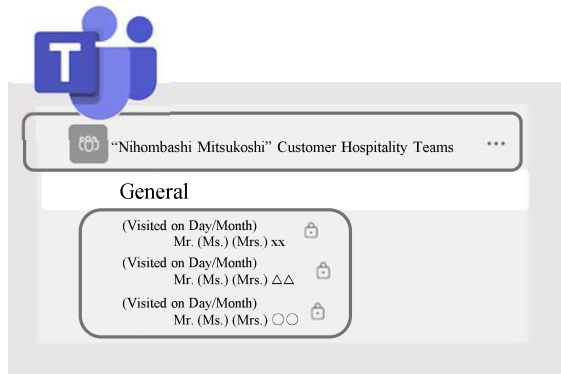 T
“Nihombashi Mitsukoshi” Customer Hospitality Teams
General
(Visited on Day/Month)
Mr. (Ms.) (Mrs.) xx
(Visited on Day/Month)
Mr. (Ms.) (Mrs.) △△
(Visited on Day/Month)
Mr. (Ms.) (Mrs.) ○○